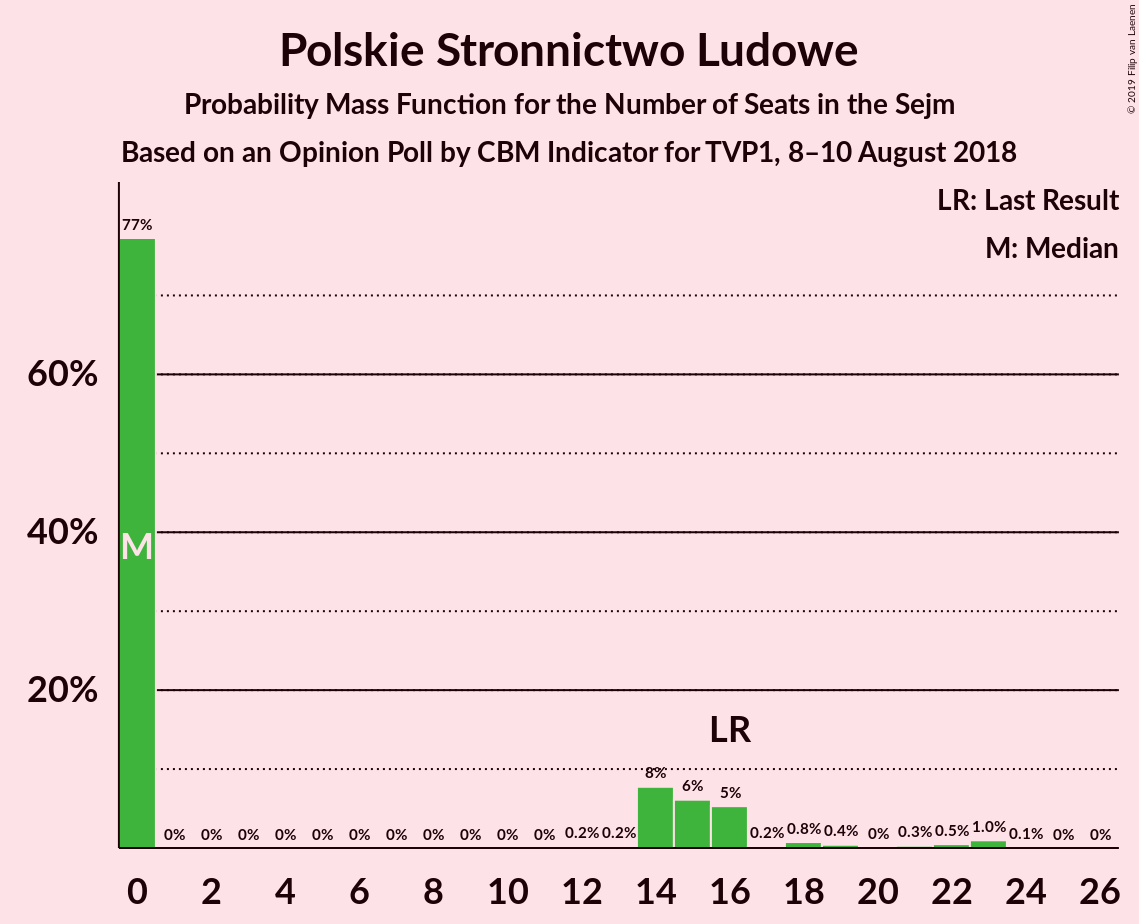 Polskie Stronnictwo Ludowe
Probability Mass Function for the Number of Seats in the Sejm
Based on an Opinion Poll by CBM Indicator for TVP1, 8–10 August 2018
© 2019 Filip van Laenen
LR: Last Result
M: Median
77%
60%
40%
20%
M
LR
0% 0% 0% 0% 0% 0% 0% 0% 0% 0% 0% 0.2% 0.2% 8% 6% 5% 0.2% 0.8% 0.4% 0% 0.3% 0.5% 1.0% 0.1% 0% 0%
0 2 4 6 8 10 12 14 16 18 20 22 24 26